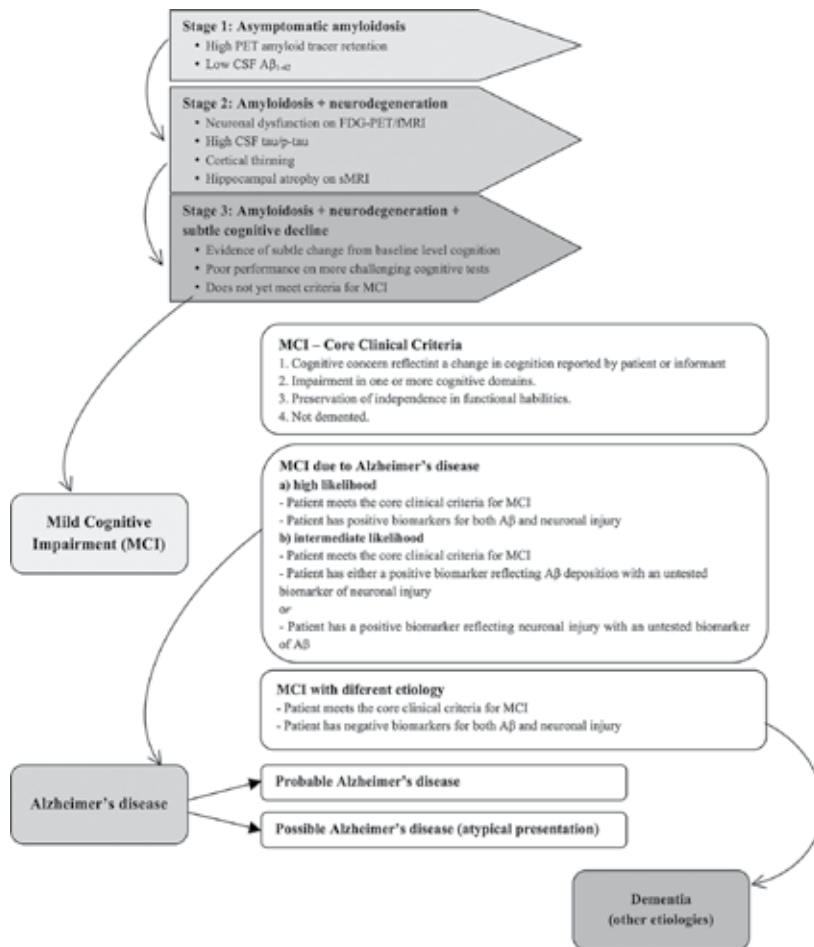 Stage 1: Asymptomatic amyloidosis
• High PET amyloid tracer retention
• Low CSF Aβ1-42
Stage 2: Amyloidosis + neurodegeneration
• Neuronal dysfunction on FDG-PET/fMRI
• High CSF tau/p-tau
• Cortical thinning
• Hippocampal atrophy on sMRI
Stage 3: Amyloidosis + neurodegeneration +
subtle cognitive decline
• Evidence of subtle change from baseline level cognition
• Poor performance on more challenging cognitive tests
• Does not yet meet criteria for MCI
MCI – Core Clinical Criteria
1. Cognitive concern reflectint a change in cognition reported by patient or informant
2. Impairment in one or more cognitive domains.
3. Preservation of independence in functional habilities.
4. Not demented.
MCI due to Alzheimer's disease
a) high likelihood
- Patient meets the core clinical criteria for MCI
- Patient has positive biomarkers for both Aβ and neuronal injury
b) intermediate likelihood
- Patient meets the core clinical criteria for MCI
- Patient has either a positive biomarker reflecting Aβ deposition with an untested
biomarker of neuronal injury
or
- Patient has a positive biomarker reflecting neuronal injury with an untested biomarker
of Aβ
Mild Cognitive
Impairment (MCI)
MCI with diferent etiology
- Patient meets the core clinical criteria for MCI
- Patient has negative biomarkers for both Aβ and neuronal injury
Alzheimer's disease
Probable Alzheimer's disease
Possible Alzheimer's disease (atypical presentation)
Dementia
(other etiologies)